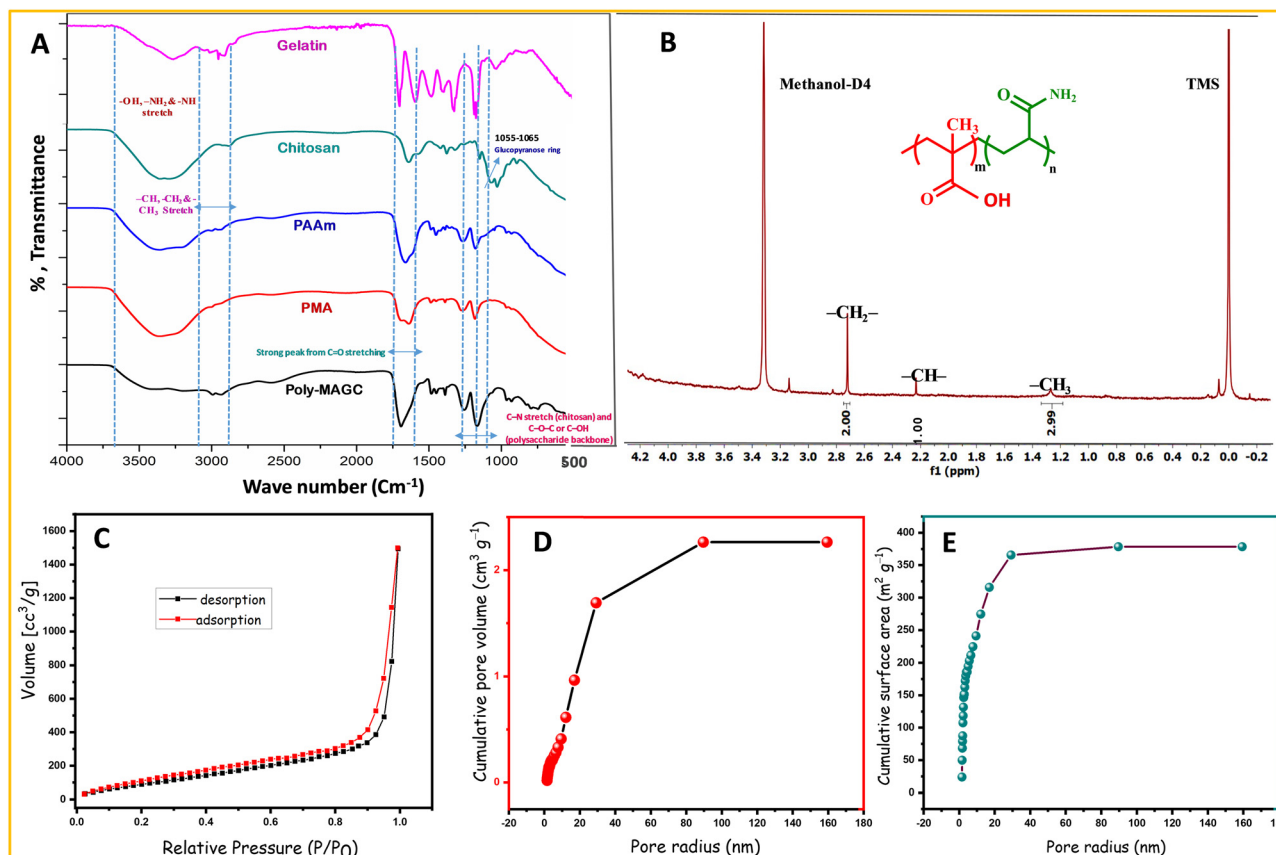 A
Gelatin
-OH, –NH₂ & -NH
stretch
Chitosan
1055-1065
Glucopyranose ring
–CH, -CH₂ & -
CH₃ Stretch
PAAm
PMA
Strong peak from C=O stretching
Poly-MAGC
C–N stretch (chitosan) and
C–O–C or C–OH
(polysaccharide backbone)
%, Transmittance
4000 3500 3000 2500 2000 1500 1000 500
Wave number (Cm⁻¹)
B
Methanol-D4
TMS
O
NH₂
CH₃
m
n
O
OH
–CH₂–
–CH–
–CH₃
2.00
1.00
2.99
4.2 4.0 3.8 3.6 3.4 3.2 3.0 2.8 2.6 2.4 2.2 2.0 1.8 1.6 1.4 1.2 1.0 0.8 0.6 0.4 0.2 0.0 -0.2
f1 (ppm)
C
desorption
adsorption
Volume [cc³/g]
1600
1400
1200
1000
800
600
400
200
0
0.0 0.2 0.4 0.6 0.8 1.0
Relative Pressure (P/P₀)
D
Cumulative pore volume (cm³ g⁻¹)
2
1
0
-20 0 20 40 60 80 100 120 140 160 180
Pore radius (nm)
E
Cumulative surface area (m² g⁻¹)
400
350
300
250
200
150
100
50
0
-20 0 20 40 60 80 100 120 140 160
Pore radius (nm)